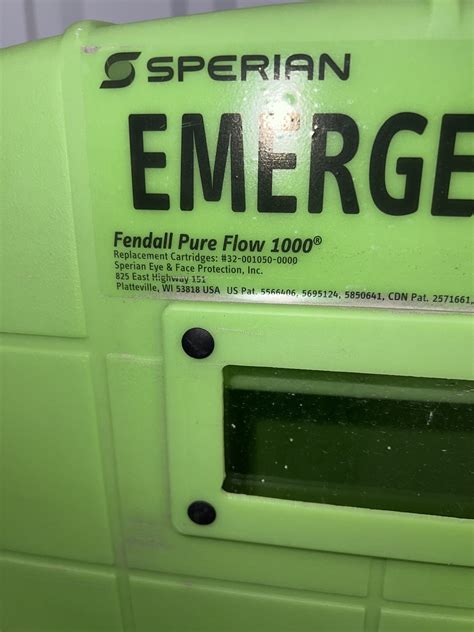 SPERIAN
EMERGE
Fendall Pure Flow 1000®
Replacement Cartridges: #32-001050-0000
Sperian Eye & Face Protection, Inc.
825 East Highway 151
Platteville, WI 53818 USA US Pat. 5566406, 5695124, 5850641, CDN Pat. 2571661,